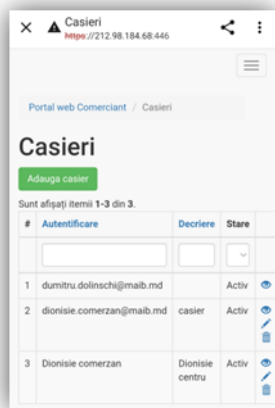 Casieri
https://212.98.184.68:446
Portal web Comerciant / Casieri
Casieri
Adauga casier
Sunt afișați itemii 1-3 din 3.
# Autentificare Decriere Stare
1 dumitru.dolinschi@maib.md Activ
2 dionisie.comerzan@maib.md casier Activ
3 Dionisie comerzan Dionisie centru Activ